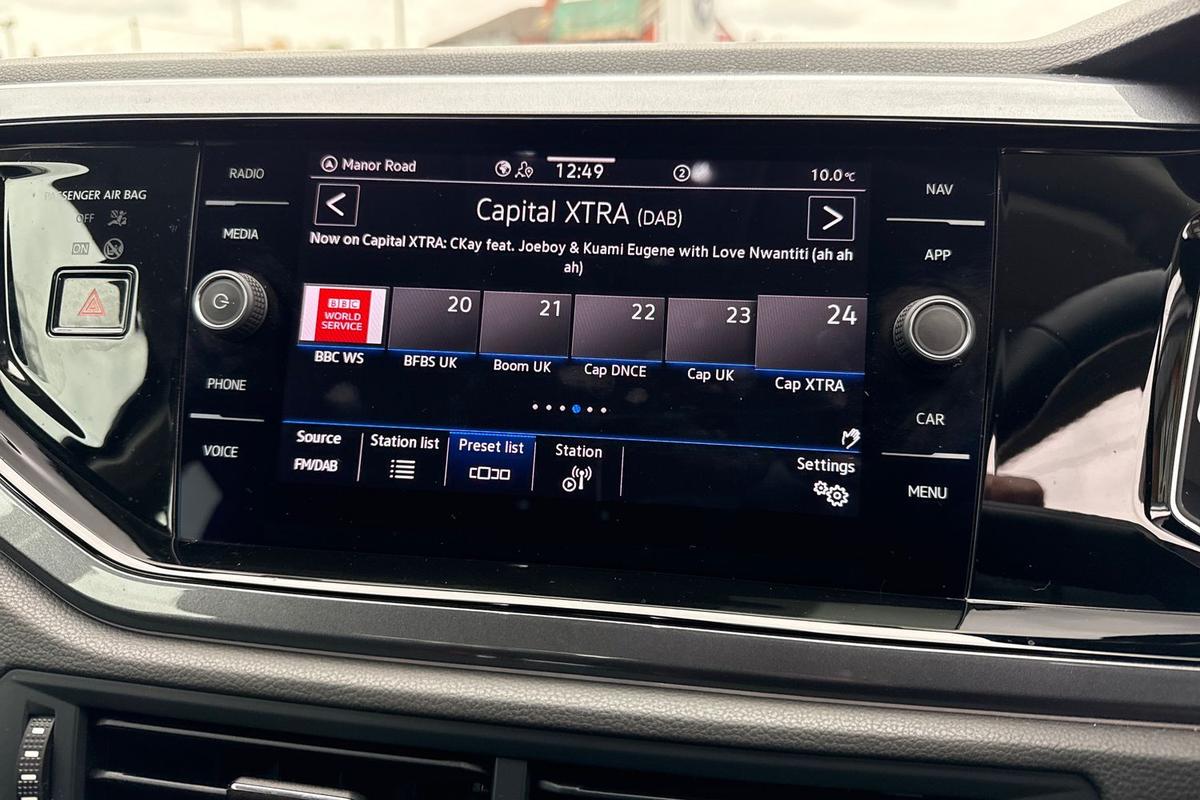 PASSENGER AIR BAG
OFF
ON
RADIO
MEDIA
PHONE
VOICE
Manor Road
12:49
2
10.0°C
<
Capital XTRA (DAB)
>
Now on Capital XTRA: CKay feat. Joeboy & Kuami Eugene with Love Nwantiti (ah ah
ah)
BBC
WORLD
SERVICE
20
21
22
23
24
BBC WS
BFBS UK
Boom UK
Cap DNCE
Cap UK
Cap XTRA
Source
FM/DAB
Station list
Preset list
Station
Settings
NAV
APP
CAR
MENU